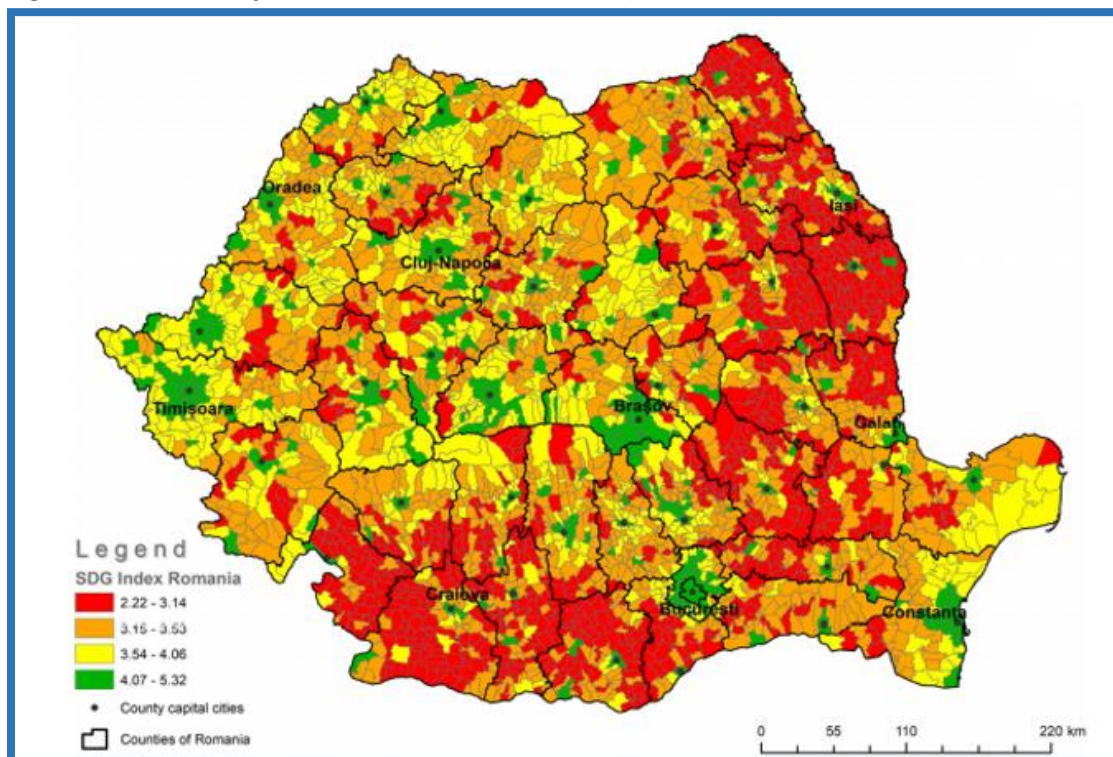 Oradea
Iași
Cluj-Napoca
Timisoara
Brașov
Galați
Craiova
București
Constanța
Legend
SDG Index Romania
2.22 - 3.14
3.15 - 3.53
3.54 - 4.06
4.07 - 5.32
County capital cities
Counties of Romania
0 55 110 220 km